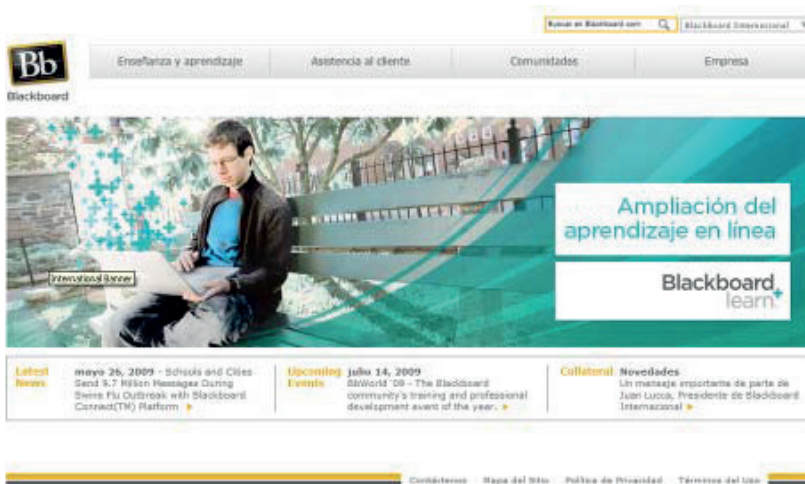 Buscar en Blackboard.com
Blackboard Internacional
Bb
Blackboard
Enseñanza y aprendizaje
Asistencia al cliente
Comunidades
Empresa
Ampliación del
aprendizaje en línea
International Banner
Blackboard
learn+
Latest
News
mayo 26, 2009 - Schools and Cities
Send 9.7 Million Messages During
Swine Flu Outbreak with Blackboard
Connect(TM) Platform
Upcoming
Events
julio 14, 2009
BbWorld '09 - The Blackboard
community's training and professional
development event of the year.
Collateral
Novedades
Un mensaje importante de parte de
Juan Lucca, Presidente de Blackboard
Internacional
Contáctenos
Mapa del Sitio
Política de Privacidad
Términos del Uso